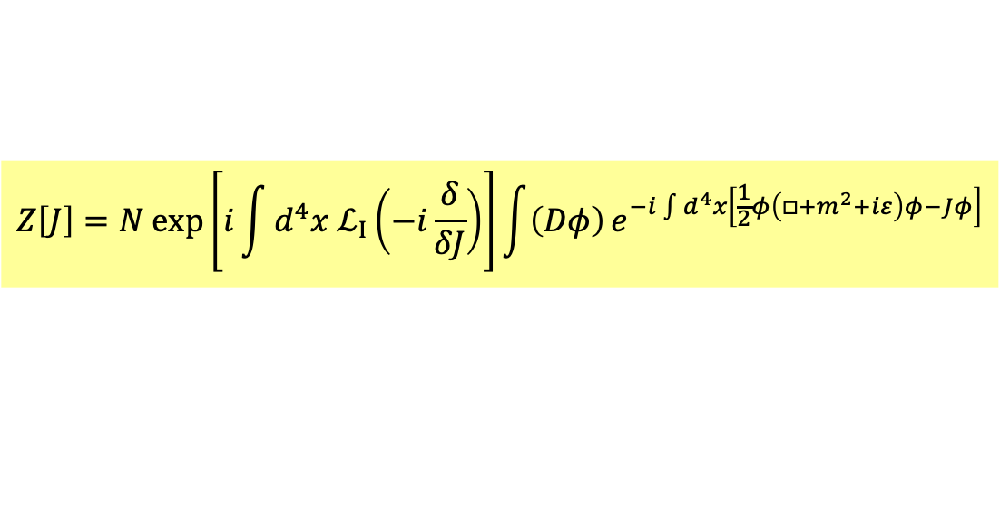 Z[J] = N exp[i ∫ d⁴x ℒ_I (−i δ/δJ)] ∫ (Dϕ) e^{−i ∫ d⁴x[½ϕ(□+m²+iε)ϕ−Jϕ]}